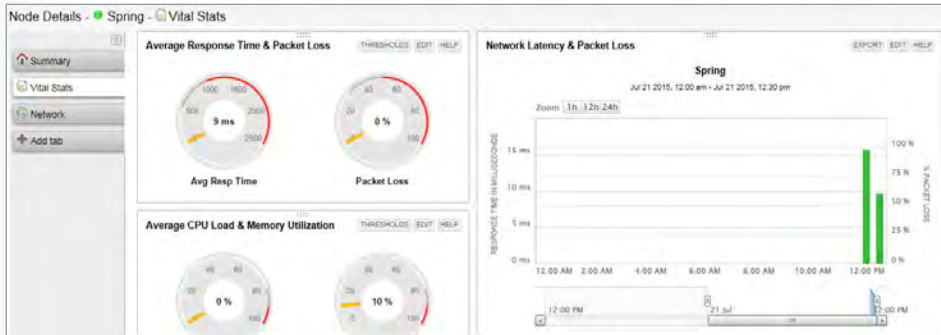 Node Details - Spring - Vital Stats
Summary
Vital Stats
Network
Add tab
Average Response Time & Packet Loss
THRESHOLDS EDIT HELP
500 1000 1500 2000 2500
9 ms
Avg Resp Time
20 40 60 80 100
0 %
Packet Loss
Average CPU Load & Memory Utilization
THRESHOLDS EDIT HELP
20 40 60 80 100
0 %
0 20 40 60 80 100
10 %
Network Latency & Packet Loss
EXPORT EDIT HELP
Spring
Jul 21 2015, 12:00 am - Jul 21 2015, 12:30 pm
Zoom 1h 12h 24h
RESPONSE TIME IN MILLISECONDS
15 ms
10 ms
5 ms
0 ms
100 %
75 %
50 %
25 %
0 %
% PACKET LOSS
12:00 AM 2:00 AM 4:00 AM 6:00 AM 8:00 AM 10:00 AM 12:00 PM
12:00 PM 21 Jul 12:00 PM